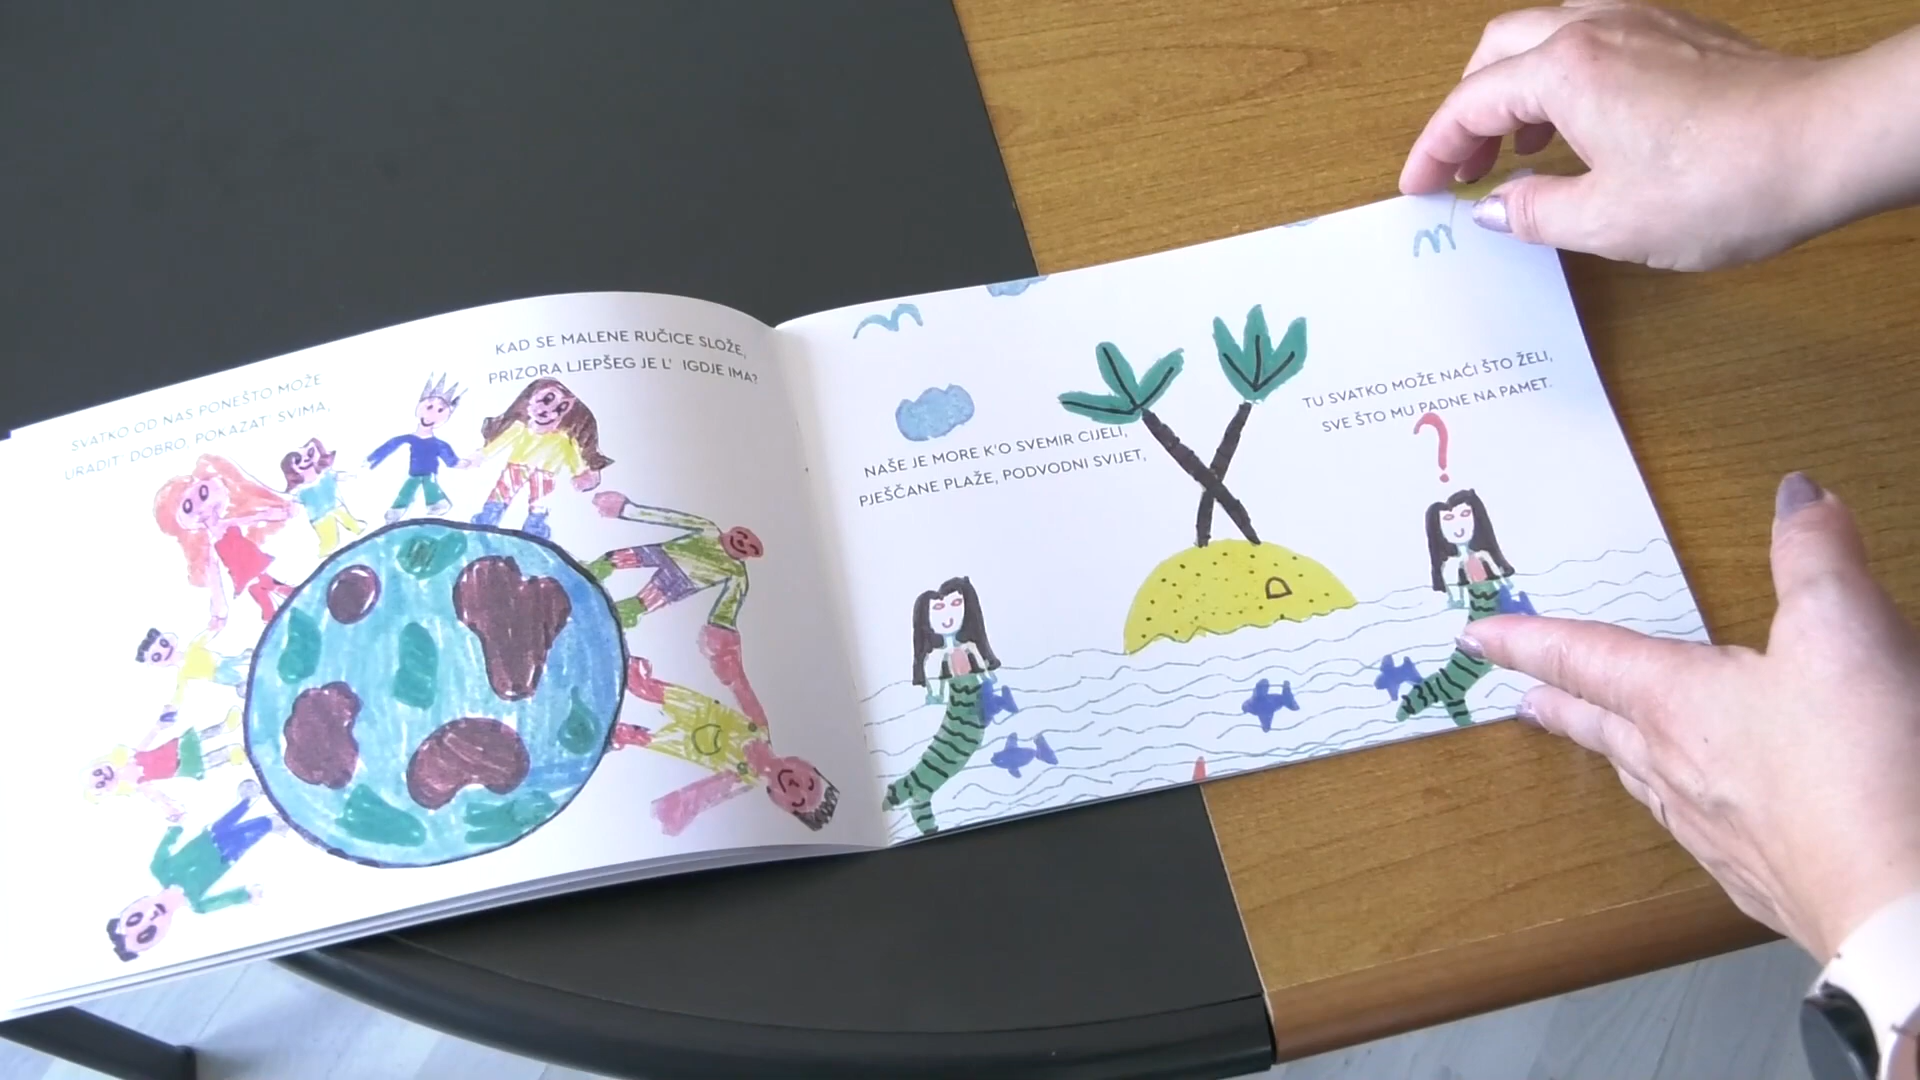 SVATKO OD NAS PONEŠTO MOŽE
URADIT' DOBRO, POKAZAT' SVIMA,
KAD SE MALENE RUČICE SLOŽE,
PRIZORA LJEPŠEG JE L' IGDJE IMA?
NAŠE JE MORE K'O SVEMIR CIJELI,
PJEŠČANE PLAŽE, PODVODNI SVIJET,
TU SVATKO MOŽE NAĆI ŠTO ŽELI,
SVE ŠTO MU PADNE NA PAMET.
?